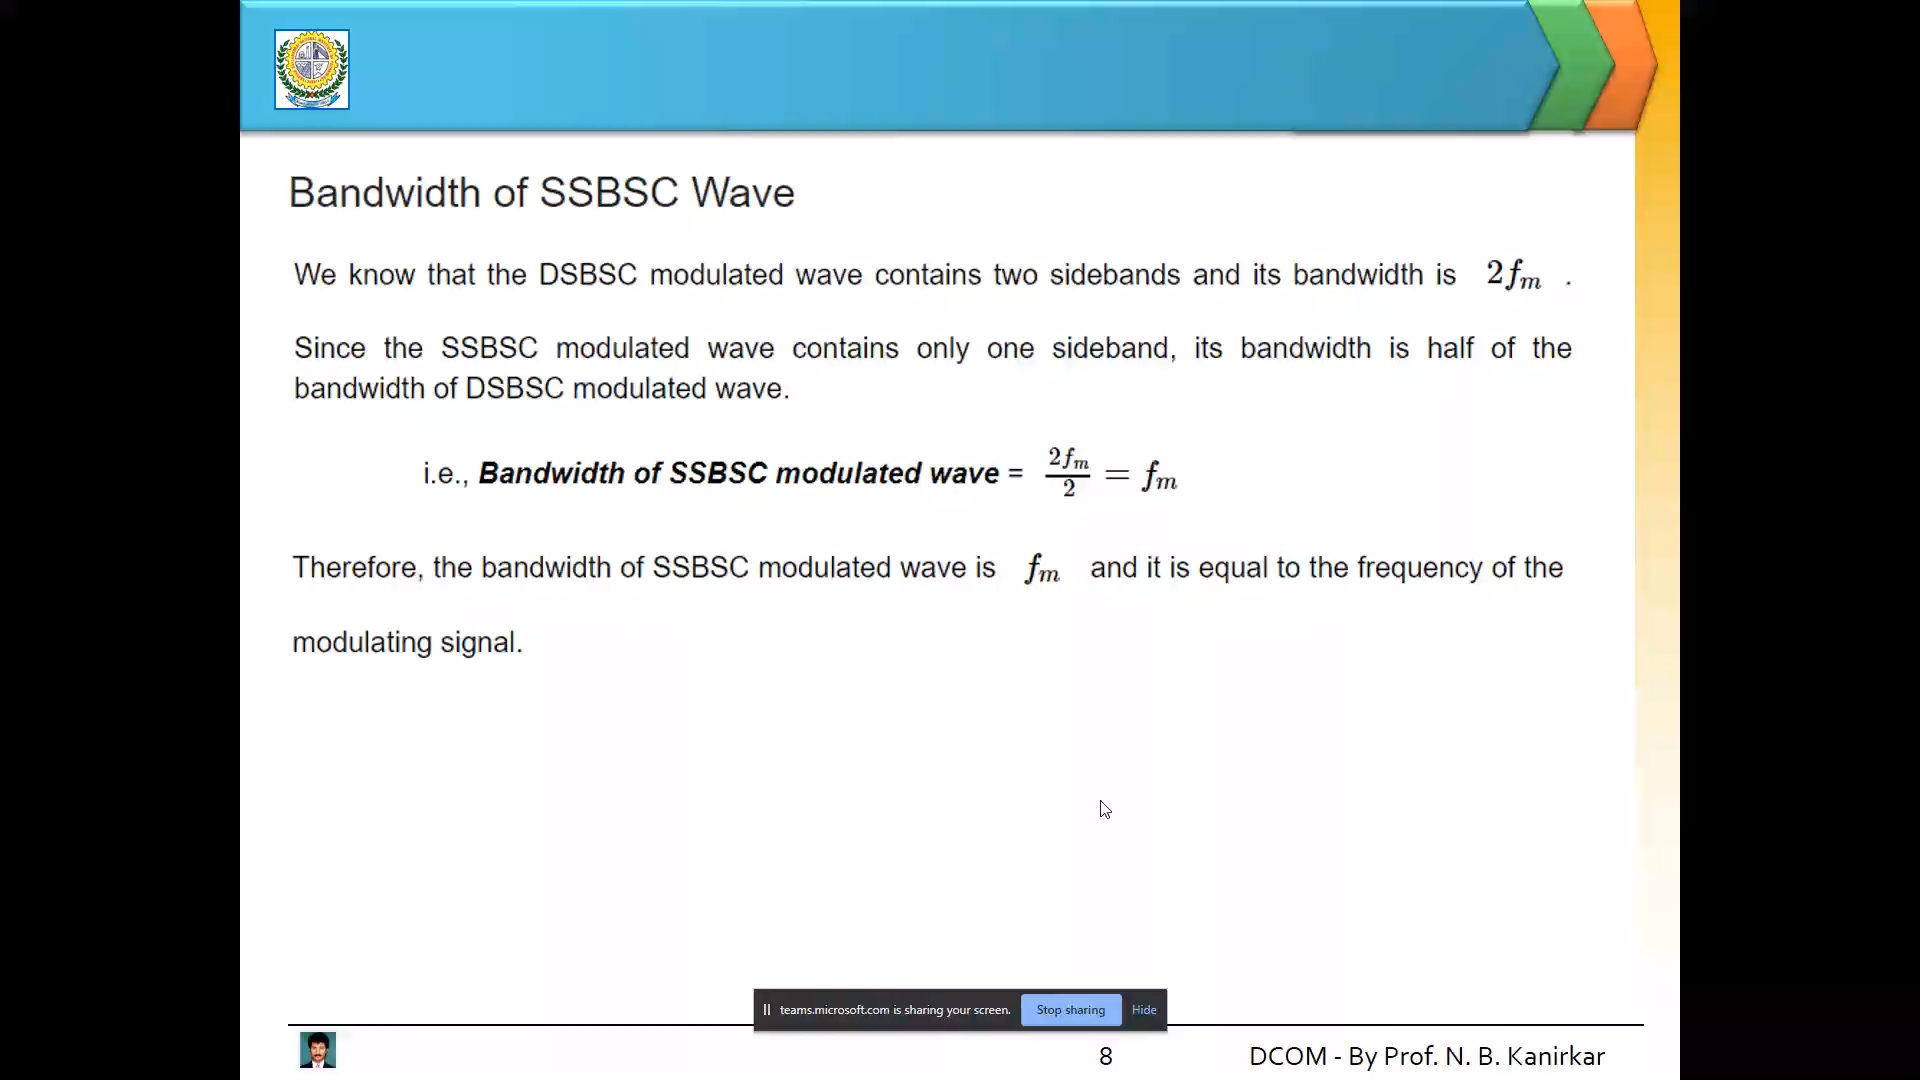 Bandwidth of SSBSC Wave
We know that the DSBSC modulated wave contains two sidebands and its bandwidth is 2fm .
Since the SSBSC modulated wave contains only one sideband, its bandwidth is half of the
bandwidth of DSBSC modulated wave.
i.e., Bandwidth of SSBSC modulated wave = 2fm/2 = fm
Therefore, the bandwidth of SSBSC modulated wave is fm and it is equal to the frequency of the
modulating signal.
teams.microsoft.com is sharing your screen. Stop sharing Hide
8 DCOM - By Prof. N. B. Kanirkar